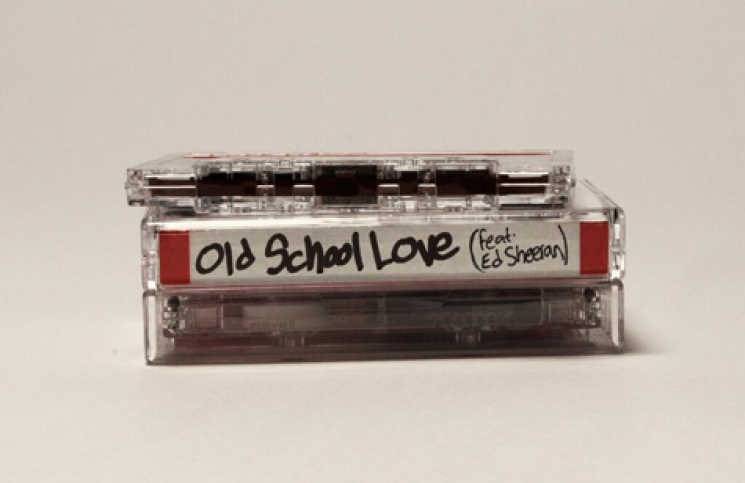 Old School Love (feat.
Ed Sheeran)